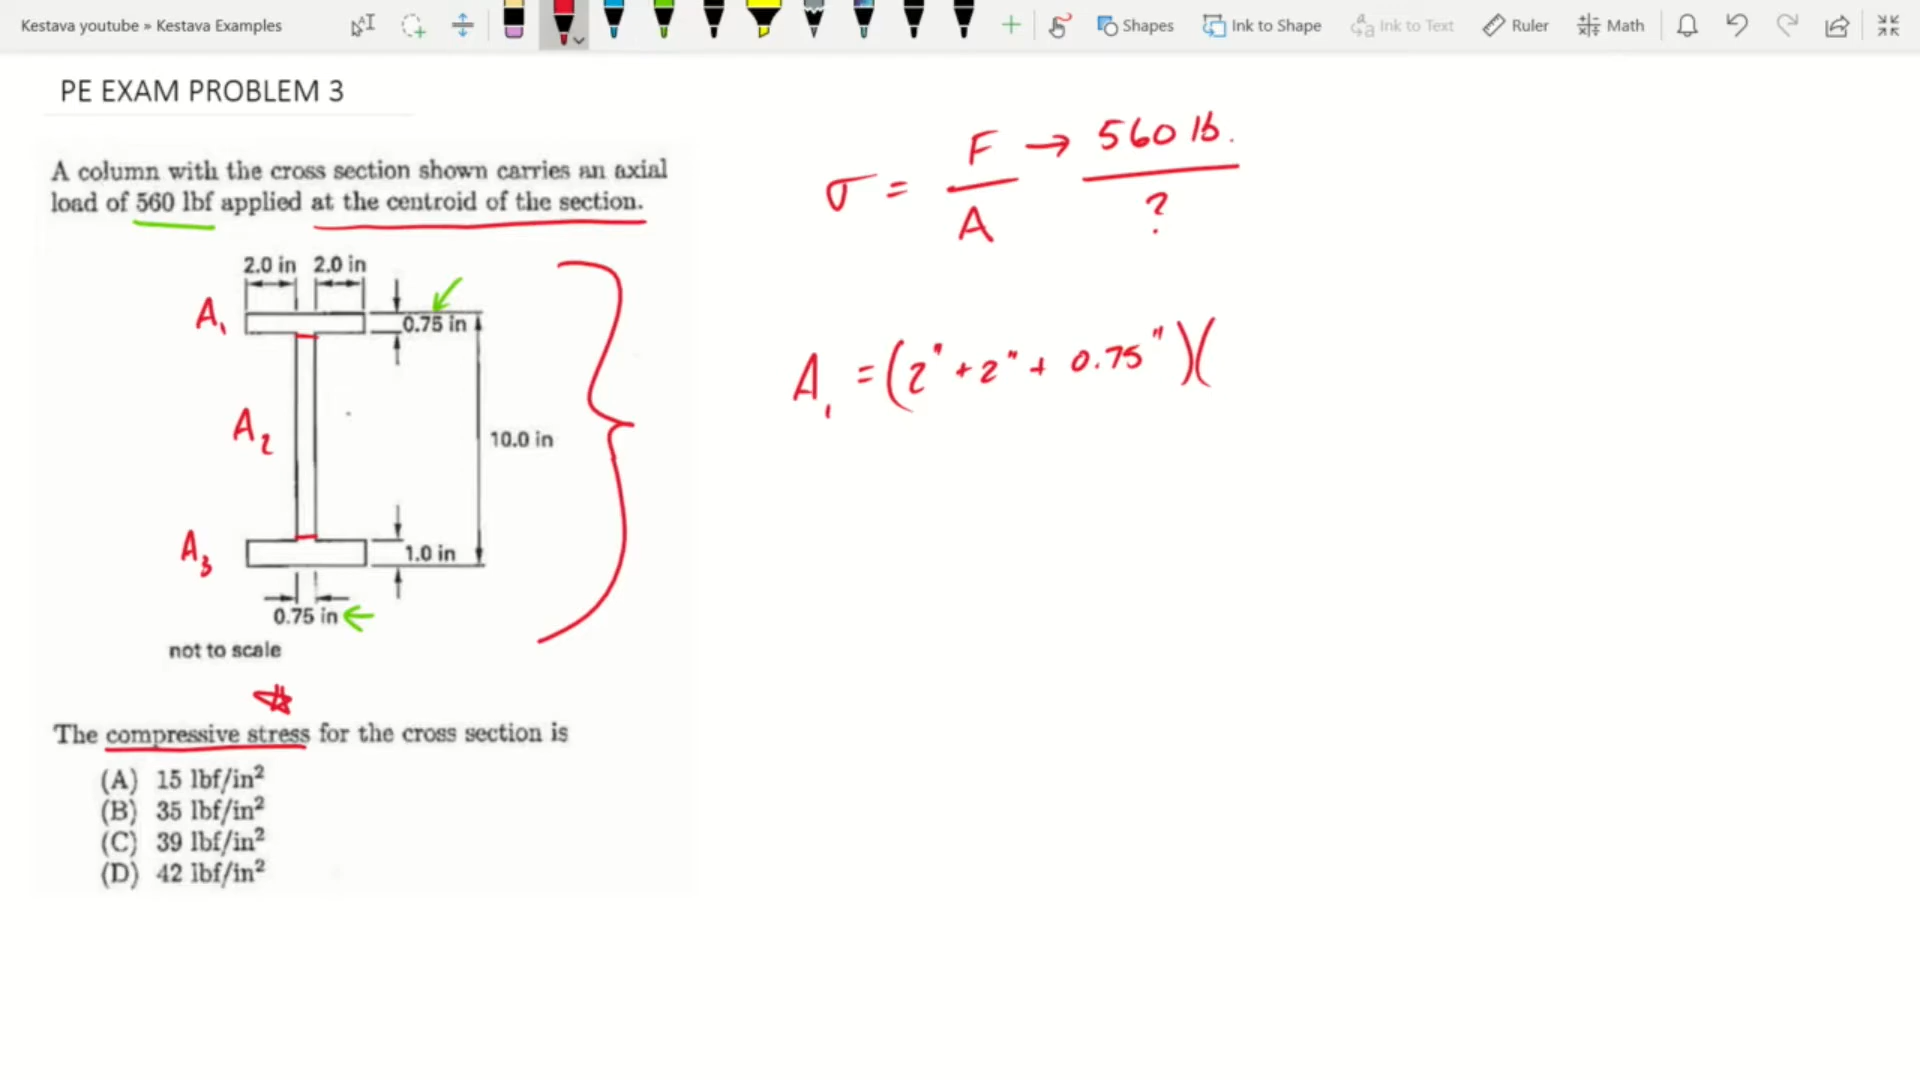 Kestava youtube » Kestava Examples
Shapes
Ink to Shape
Ink to Text
Ruler
Math
PE EXAM PROBLEM 3
A column with the cross section shown carries an axial
load of 560 lbf applied at the centroid of the section.
2.0 in 2.0 in
A1
0.75 in
A2
10.0 in
A3
1.0 in
0.75 in
not to scale
The compressive stress for the cross section is
(A) 15 lbf/in²
(B) 35 lbf/in²
(C) 39 lbf/in²
(D) 42 lbf/in²
σ = F/A → 560 lb. / ?
A₁ = (2" + 2" + 0.75")(